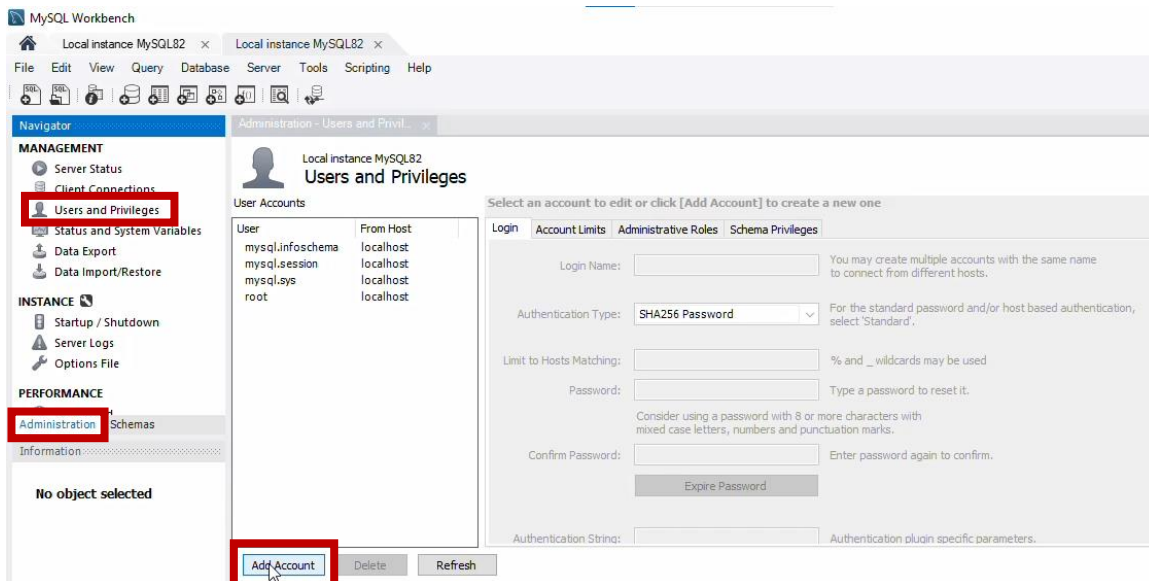 MySQL Workbench
Local instance MySQL82 × Local instance MySQL82 ×
File Edit View Query Database Server Tools Scripting Help
Navigator
MANAGEMENT
Server Status
Client Connections
Users and Privileges
Status and System Variables
Data Export
Data Import/Restore
INSTANCE
Startup / Shutdown
Server Logs
Options File
PERFORMANCE
Administration Schemas
Information
No object selected
Administration - Users and Privil...
Local instance MySQL82
Users and Privileges
User Accounts
User From Host
mysql.infoschema localhost
mysql.session localhost
mysql.sys localhost
root localhost
Add Account Delete Refresh
Select an account to edit or click [Add Account] to create a new one
Login Account Limits Administrative Roles Schema Privileges
Login Name: You may create multiple accounts with the same name
to connect from different hosts.
Authentication Type: SHA256 Password For the standard password and/or host based authentication,
select 'Standard'.
Limit to Hosts Matching: % and _ wildcards may be used
Password: Type a password to reset it.
Consider using a password with 8 or more characters with
mixed case letters, numbers and punctuation marks.
Confirm Password: Enter password again to confirm.
Expire Password
Authentication String: Authentication plugin specific parameters.